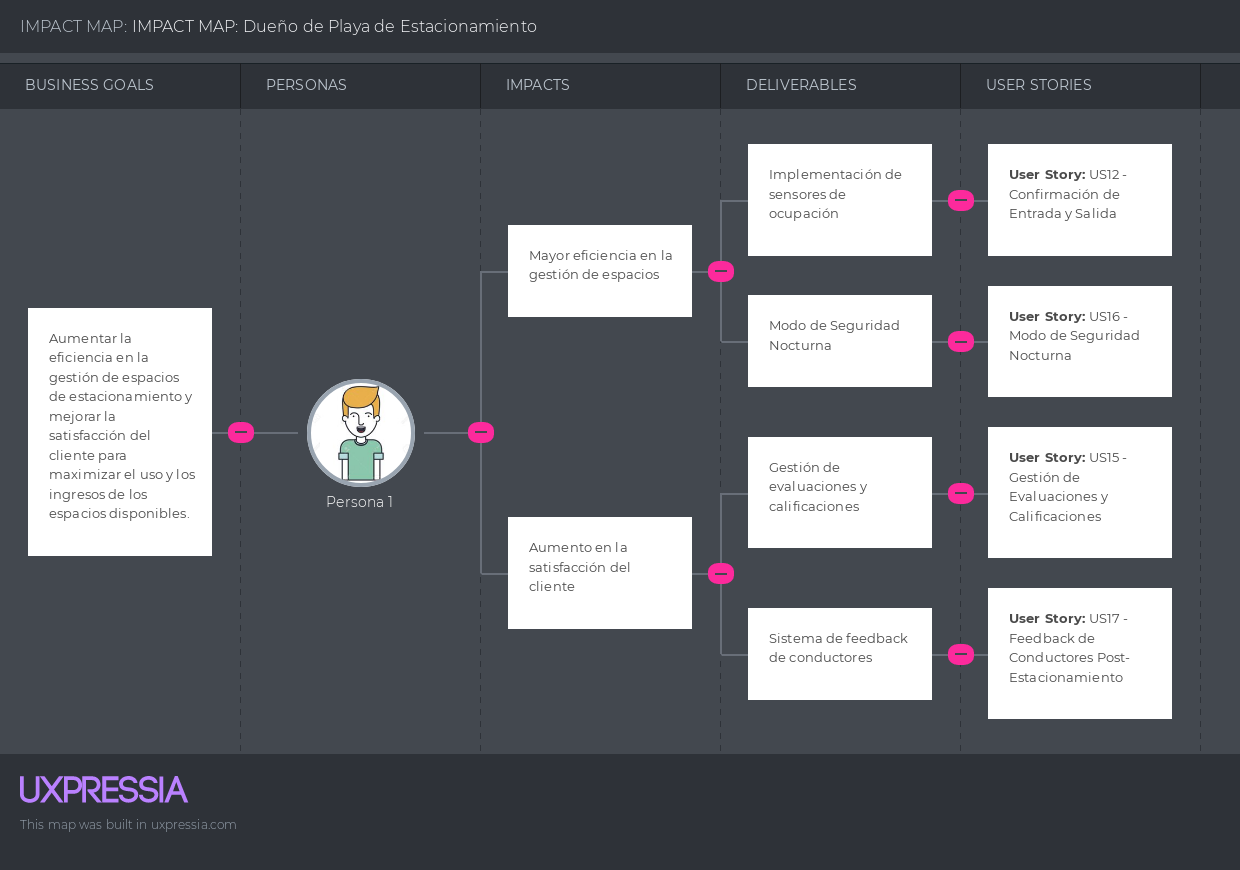 IMPACT MAP: IMPACT MAP: Dueño de Playa de Estacionamiento
BUSINESS GOALS
PERSONAS
IMPACTS
DELIVERABLES
USER STORIES
Aumentar la
eficiencia en la
gestión de espacios
de estacionamiento y
mejorar la
satisfacción del
cliente para
maximizar el uso y los
ingresos de los
espacios disponibles.
Persona 1
Mayor eficiencia en la
gestión de espacios
Aumento en la
satisfacción del
cliente
Implementación de
sensores de
ocupación
Modo de Seguridad
Nocturna
Gestión de
evaluaciones y
calificaciones
Sistema de feedback
de conductores
User Story: US12 -
Confirmación de
Entrada y Salida
User Story: US16 -
Modo de Seguridad
Nocturna
User Story: US15 -
Gestión de
Evaluaciones y
Calificaciones
User Story: US17 -
Feedback de
Conductores Post-
Estacionamiento
UXPRESSIA
This map was built in uxpressia.com